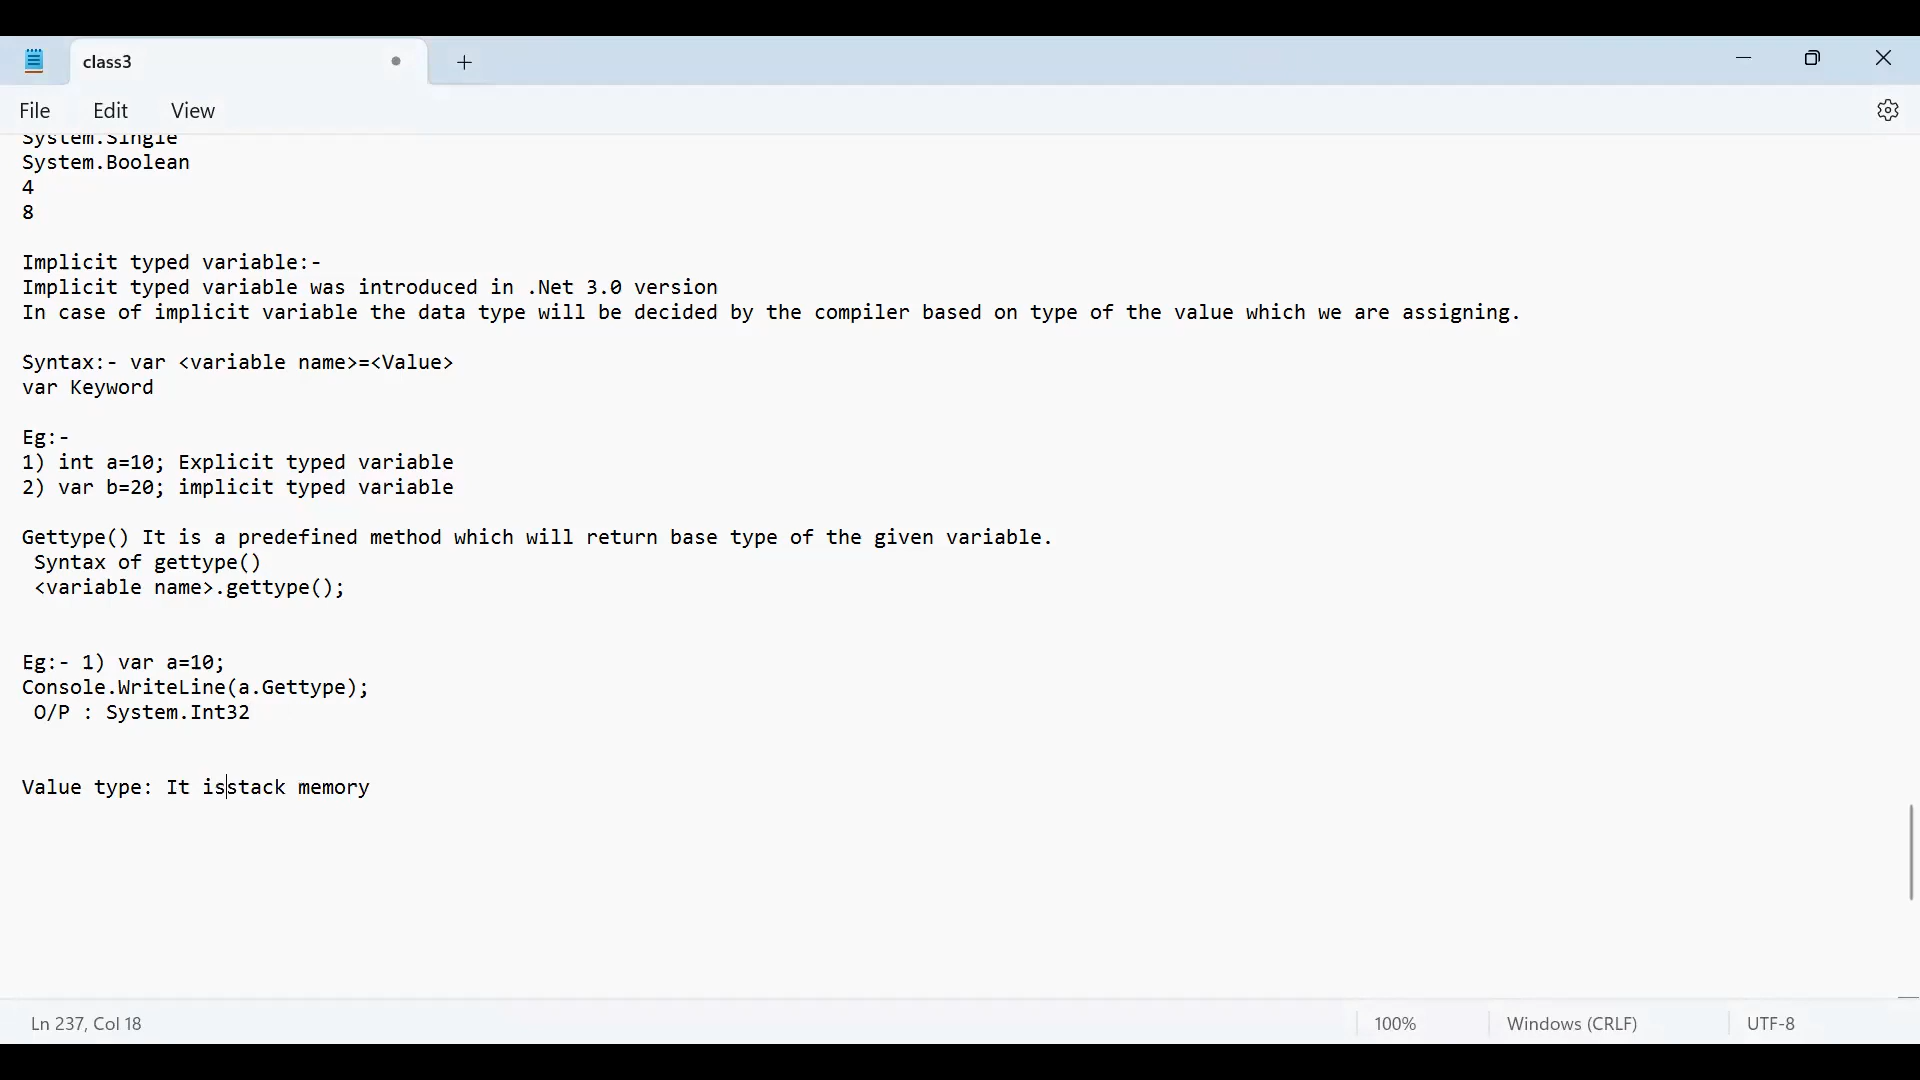 class3
File Edit View
System.Single
System.Boolean
4
8
Implicit typed variable:-
Implicit typed variable was introduced in .Net 3.0 version
In case of implicit variable the data type will be decided by the compiler based on type of the value which we are assigning.
Syntax:- var <variable name>=<Value>
var Keyword
Eg:-
1) int a=10; Explicit typed variable
2) var b=20; implicit typed variable
Gettype() It is a predefined method which will return base type of the given variable.
Syntax of gettype()
<variable name>.gettype();
Eg:- 1) var a=10;
Console.WriteLine(a.Gettype);
O/P : System.Int32
Value type: It isstack memory
Ln 237, Col 18 100% Windows (CRLF) UTF-8